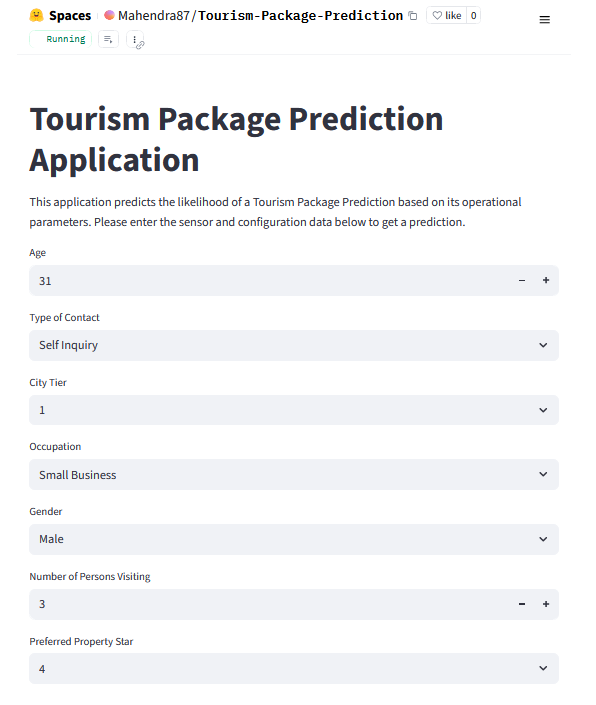 Spaces Mahendra87/Tourism-Package-Prediction like 0
Running
Tourism Package Prediction
Application
This application predicts the likelihood of a Tourism Package Prediction based on its operational
parameters. Please enter the sensor and configuration data below to get a prediction.
Age
31
Type of Contact
Self Inquiry
City Tier
1
Occupation
Small Business
Gender
Male
Number of Persons Visiting
3
Preferred Property Star
4